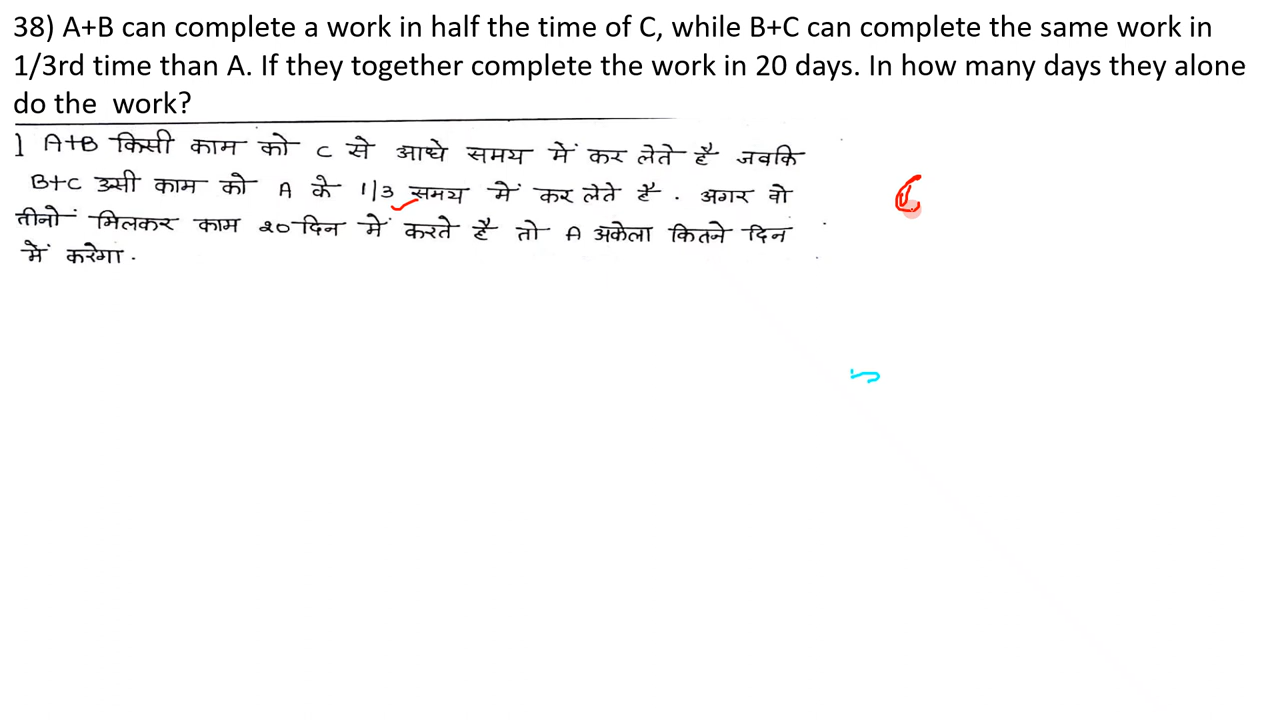 38) A+B can complete a work in half the time of C, while B+C can complete the same work in
1/3rd time than A. If they together complete the work in 20 days. In how many days they alone
do the work?
] A+B किसी काम को C से आधे समय में कर लेते है जबकि
B+C उसी काम को A के 1/3 समय में कर लेते है . अगर वो
तीनों मिलकर काम 20 दिन में करते है तो A अकेला कितने दिन
में करेगा .